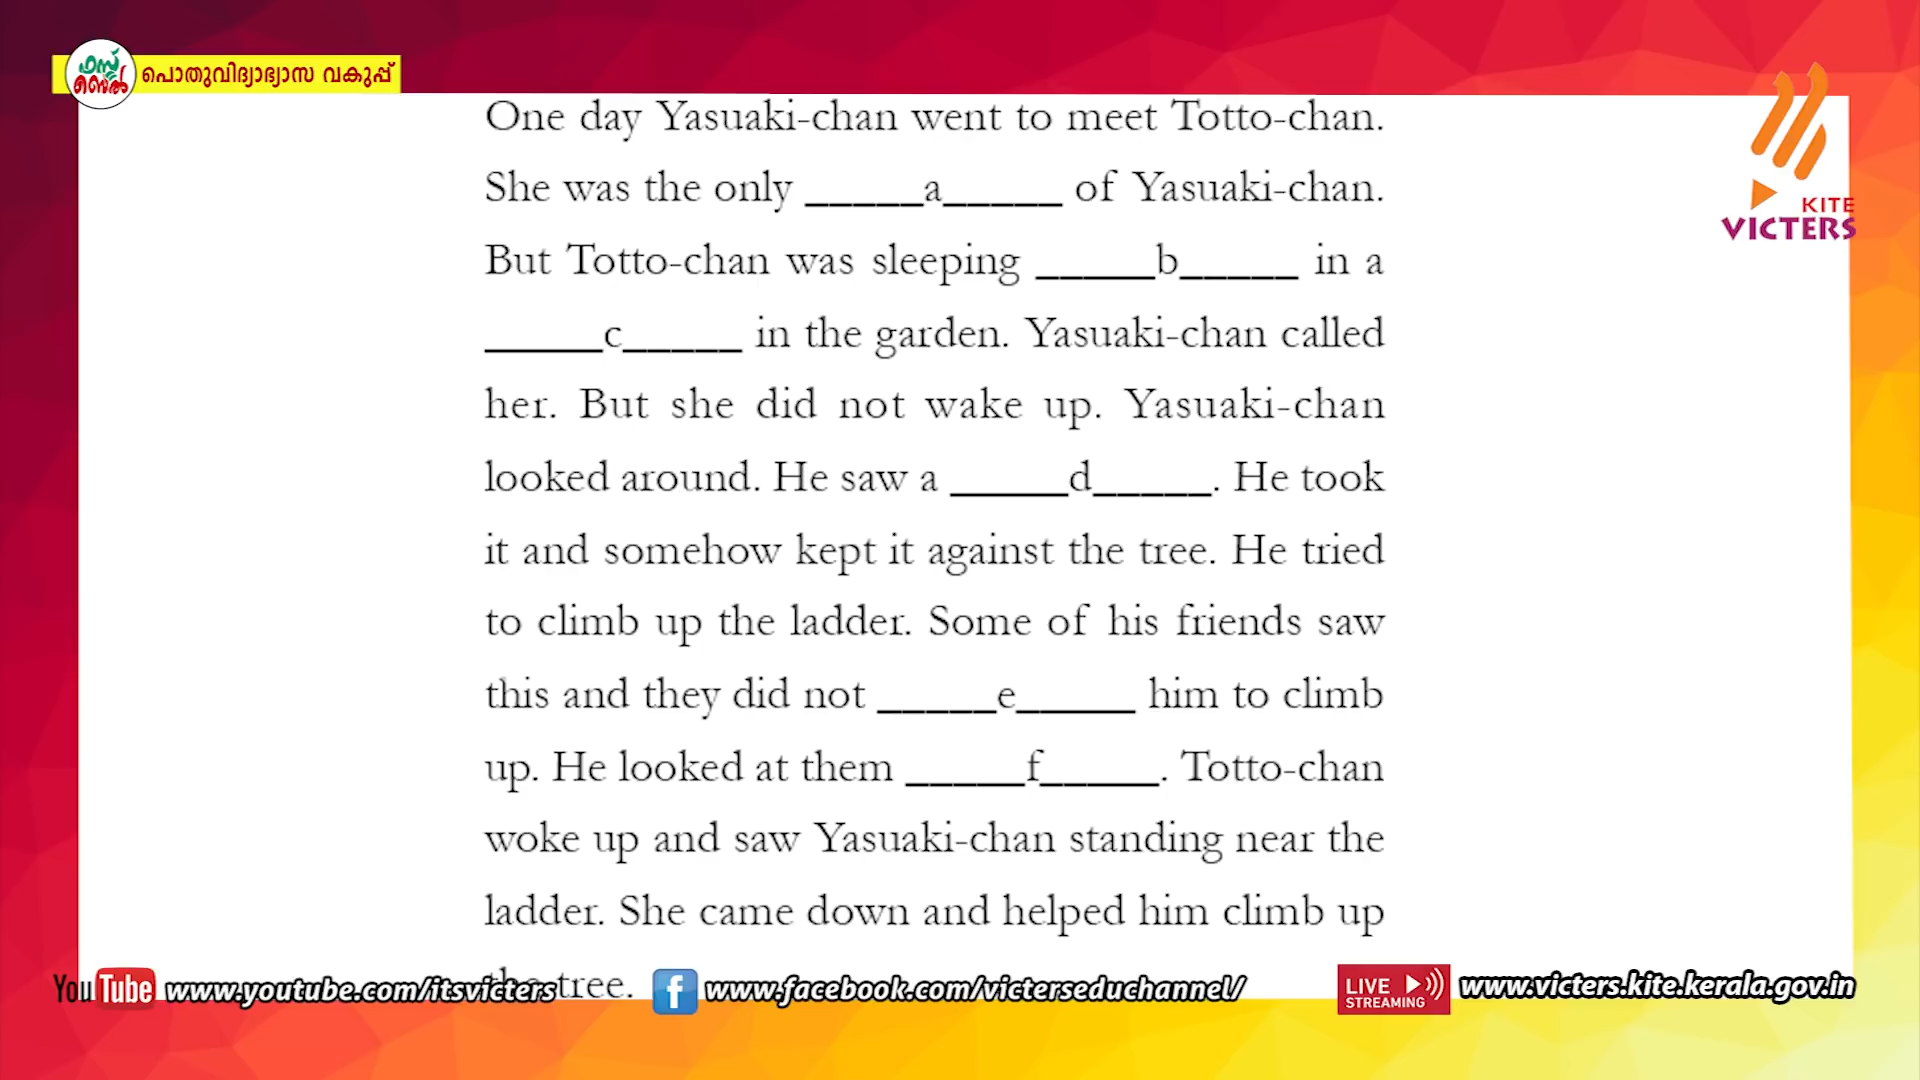 ഫസ്റ്റ്
ബെൽ
പൊതുവിദ്യാഭ്യാസ വകുപ്പ്
KITE
VICTERS
One day Yasuaki-chan went to meet Totto-chan.
She was the only _____a_____ of Yasuaki-chan.
But Totto-chan was sleeping _____b_____ in a
_____c_____ in the garden. Yasuaki-chan called
her. But she did not wake up. Yasuaki-chan
looked around. He saw a _____d_____. He took
it and somehow kept it against the tree. He tried
to climb up the ladder. Some of his friends saw
this and they did not _____e_____ him to climb
up. He looked at them _____f_____. Totto-chan
woke up and saw Yasuaki-chan standing near the
ladder. She came down and helped him climb up
the tree.
YouTube www.youtube.com/itsvicters
f www.facebook.com/victerseduchannel/
LIVE STREAMING www.victers.kite.kerala.gov.in